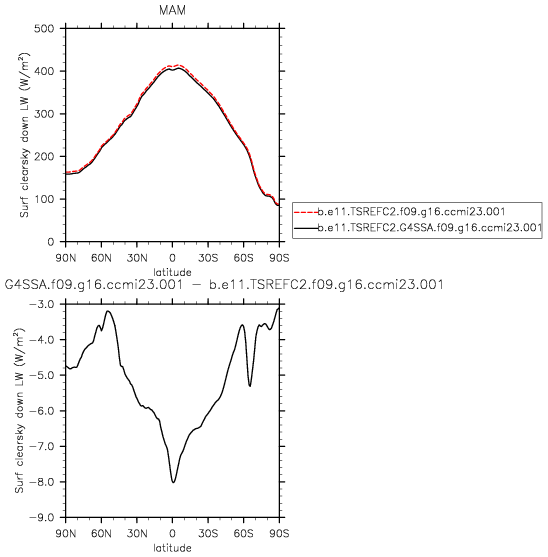 MAM
Surf clearsky down LW (W/m²)
500
400
300
200
100
0
90N 60N 30N 0 30S 60S 90S
latitude
b.e11.TSREFC2.f09.g16.ccmi23.001
b.e11.TSREFC2.G4SSA.f09.g16.ccmi23.001
G4SSA.f09.g16.ccmi23.001 − b.e11.TSREFC2.f09.g16.ccmi23.001
Surf clearsky down LW (W/m²)
−3.0
−4.0
−5.0
−6.0
−7.0
−8.0
−9.0
90N 60N 30N 0 30S 60S 90S
latitude